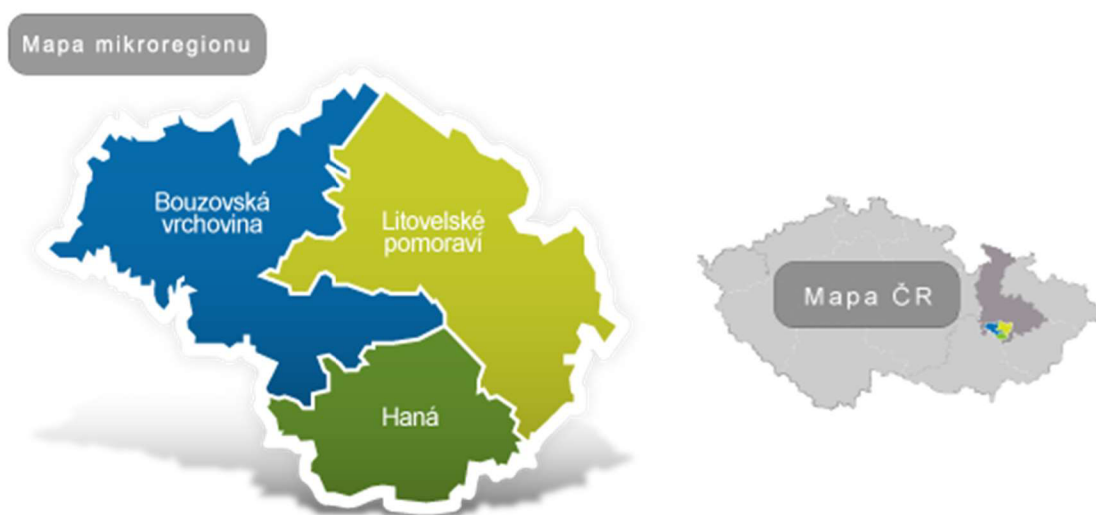 Mapa mikroregionu
Bouzovská
vrchovina
Litovelské
pomoraví
Mapa ČR
Haná